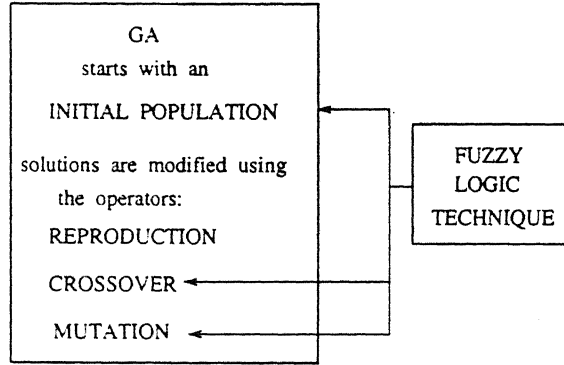 GA
starts with an
INITIAL POPULATION
solutions are modified using
the operators:
REPRODUCTION
CROSSOVER
MUTATION
FUZZY
LOGIC
TECHNIQUE